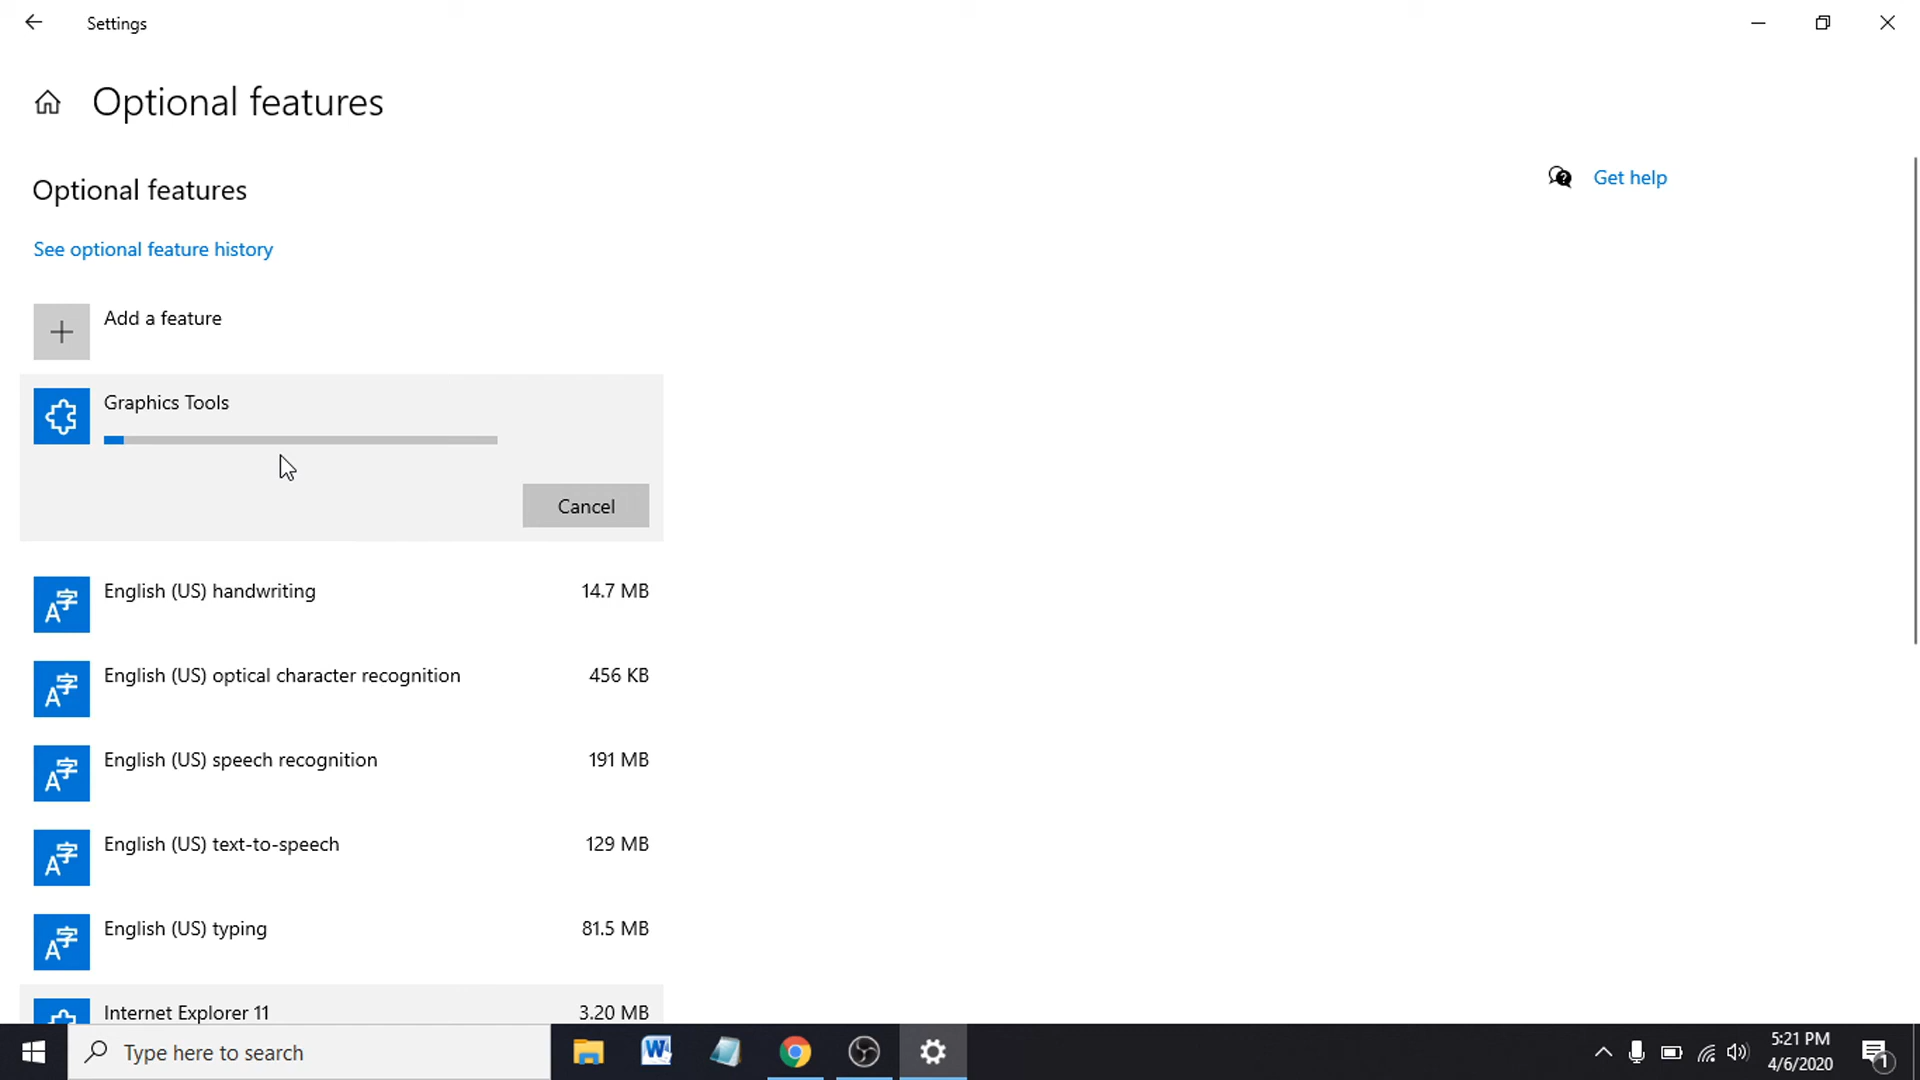 Settings
Optional features
Optional features
See optional feature history
Get help
Add a feature
Graphics Tools
Cancel
English (US) handwriting 14.7 MB
English (US) optical character recognition 456 KB
English (US) speech recognition 191 MB
English (US) text-to-speech 129 MB
English (US) typing 81.5 MB
Internet Explorer 11 3.20 MB
Type here to search
5:21 PM
4/6/2020
1